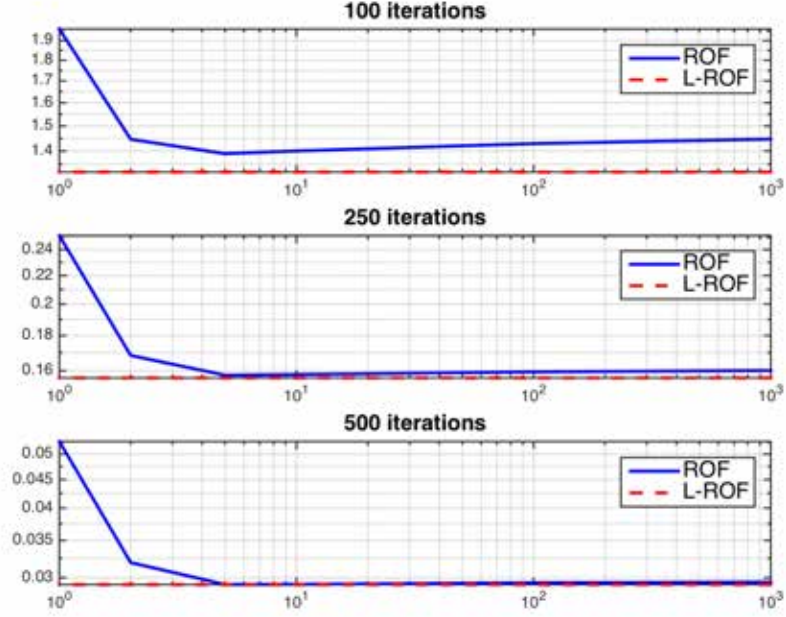 100 iterations
1.9
1.8
1.7
1.6
1.5
1.4
ROF
L-ROF
10^0 10^1 10^2 10^3
250 iterations
0.24
0.22
0.2
0.18
0.16
ROF
L-ROF
10^0 10^1 10^2 10^3
500 iterations
0.05
0.045
0.04
0.035
0.03
ROF
L-ROF
10^0 10^1 10^2 10^3